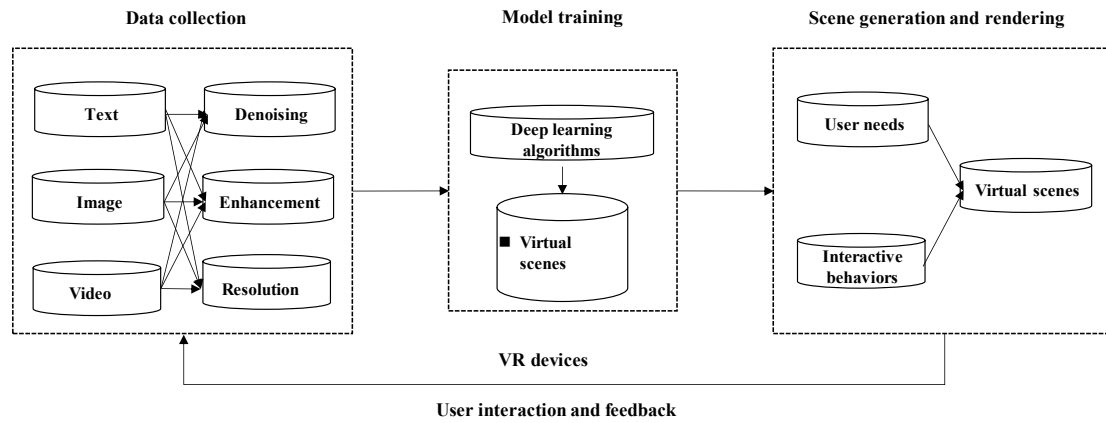 Data collection
Model training
Scene generation and rendering
Text
Denoising
Image
Enhancement
Video
Resolution
Deep learning
algorithms
■ Virtual
scenes
User needs
Virtual scenes
Interactive
behaviors
VR devices
User interaction and feedback